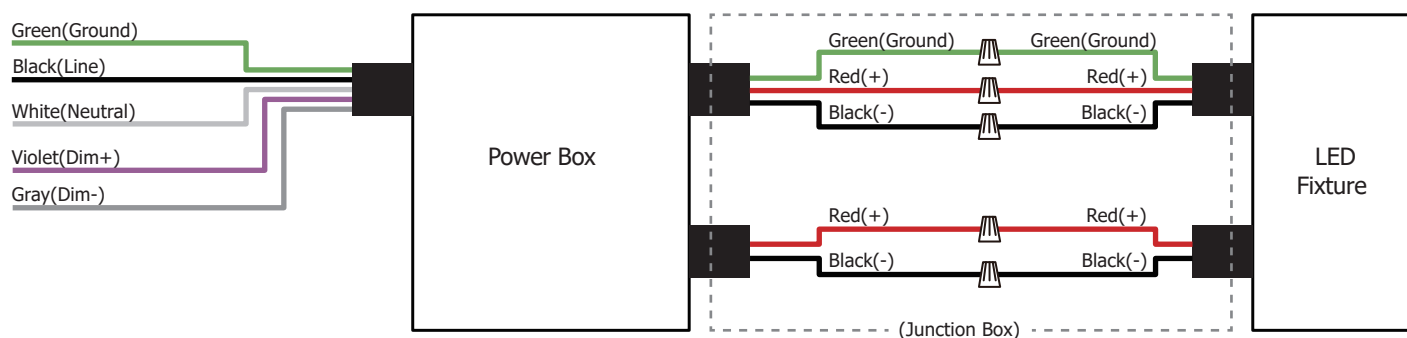 Green(Ground)
Black(Line)
White(Neutral)
Violet(Dim+)
Gray(Dim-)
Power Box
Green(Ground)
Green(Ground)
Red(+)
Red(+)
Black(-)
Black(-)
Red(+)
Red(+)
Black(-)
Black(-)
(Junction Box)
LED
Fixture